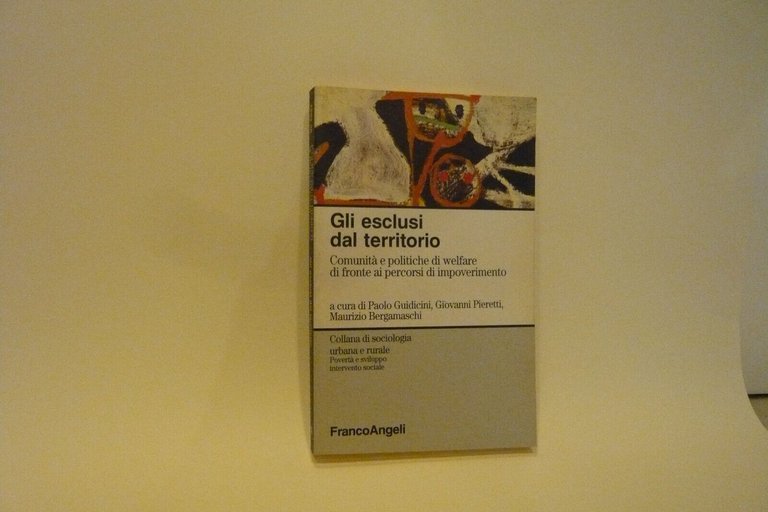 Gli esclusi
dal territorio
Comunità e politiche di welfare
di fronte ai percorsi di impoverimento
a cura di Paolo Guidicini, Giovanni Pieretti,
Maurizio Bergamaschi
Collana di sociologia
urbana e rurale
Povertà e sviluppo
intervento sociale
FrancoAngeli